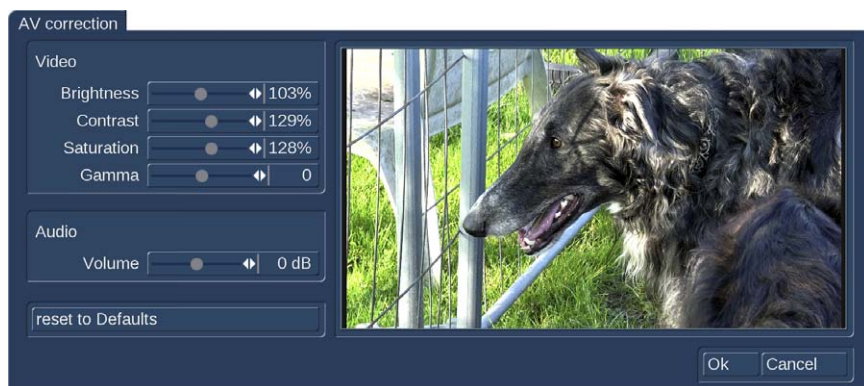 AV correction
Video
Brightness 103%
Contrast 129%
Saturation 128%
Gamma 0
Audio
Volume 0 dB
reset to Defaults
Ok Cancel